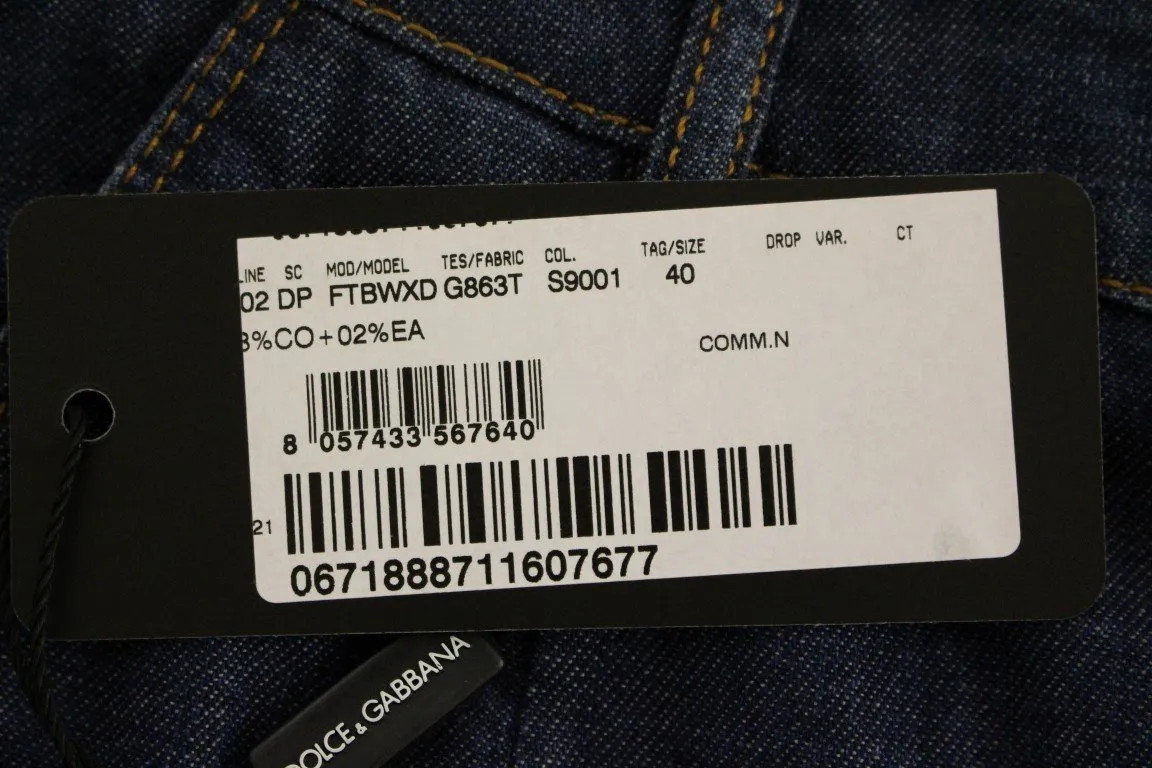 LINE SC MOD/MODEL TES/FABRIC COL. TAG/SIZE DROP VAR. CT
02 DP FTBWXD G863T S9001 40
8%CO+02%EA
COMM.N
8 057433 567640
21
0671888711607677
DOLCE & GABBANA